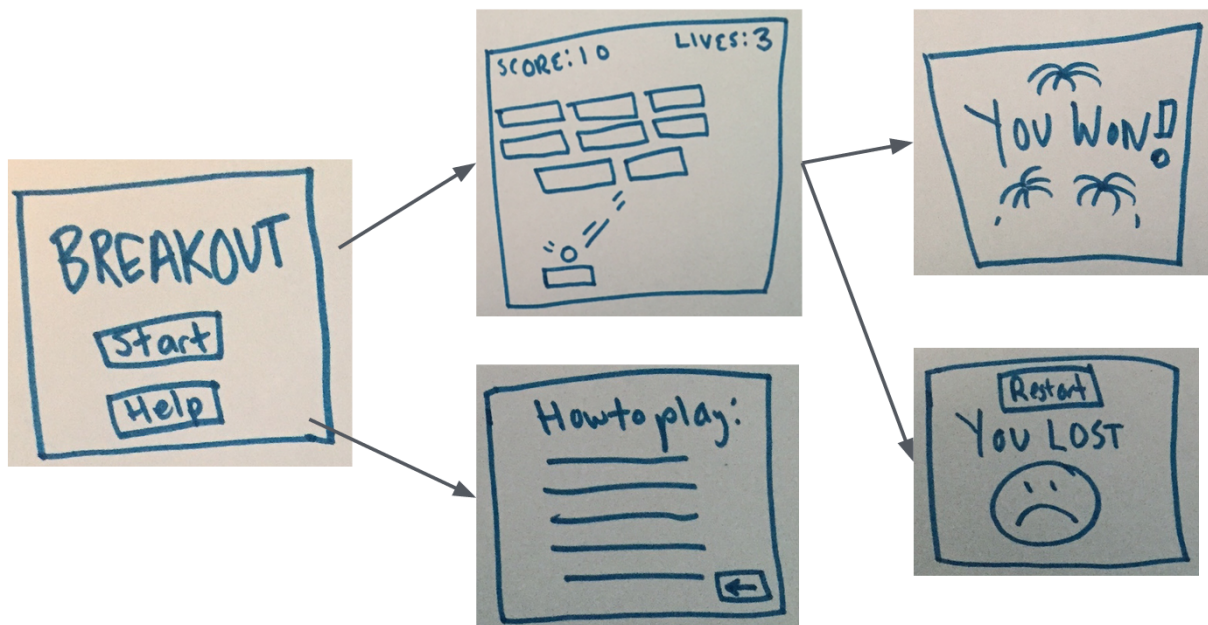 BREAKOUT
Start
Help
SCORE: 10
LIVES: 3
How to play:
YOU WON!
Restart
YOU LOST